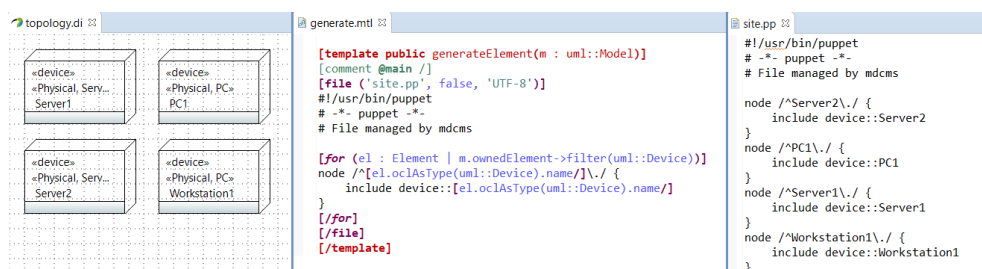 topology.di
«device»
«Physical, Serv...
Server1
«device»
«Physical, PC»
PC1
«device»
«Physical, Serv...
Server2
«device»
«Physical, PC»
Workstation1
generate.mtl
[template public generateElement(m : uml::Model)]
[comment @main /]
[file ('site.pp', false, 'UTF-8')]
#!/usr/bin/puppet
# -*- puppet -*-
# File managed by mdcms
[for (el : Element | m.ownedElement->filter(uml::Device))]
node /^[el.oclAsType(uml::Device).name/]\./ {
    include device::[el.oclAsType(uml::Device).name/]
}
[/for]
[/file]
[/template]
site.pp
#!/usr/bin/puppet
# -*- puppet -*-
# File managed by mdcms
node /^Server2\./ {
    include device::Server2
}
node /^PC1\./ {
    include device::PC1
}
node /^Server1\./ {
    include device::Server1
}
node /^Workstation1\./ {
    include device::Workstation1
}